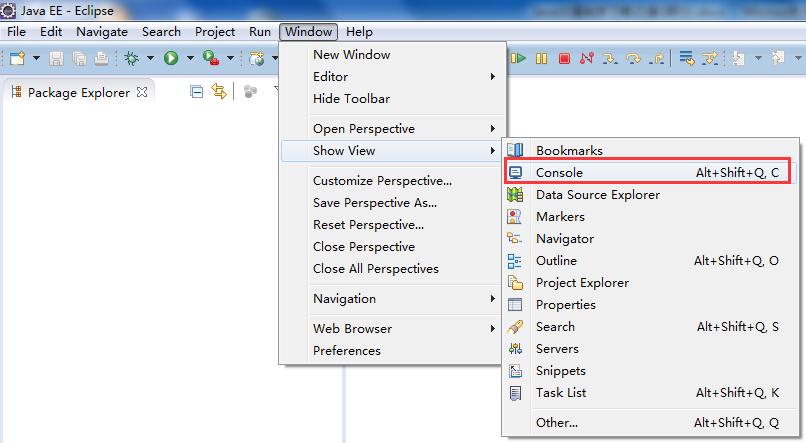 Java EE - Eclipse
File Edit Navigate Search Project Run Window Help
Package Explorer
New Window
Editor
Hide Toolbar
Open Perspective
Show View
Customize Perspective...
Save Perspective As...
Reset Perspective...
Close Perspective
Close All Perspectives
Navigation
Web Browser
Preferences
Bookmarks
Console Alt+Shift+Q, C
Data Source Explorer
Markers
Navigator
Outline Alt+Shift+Q, O
Project Explorer
Properties
Search Alt+Shift+Q, S
Servers
Snippets
Task List Alt+Shift+Q, K
Other... Alt+Shift+Q, Q